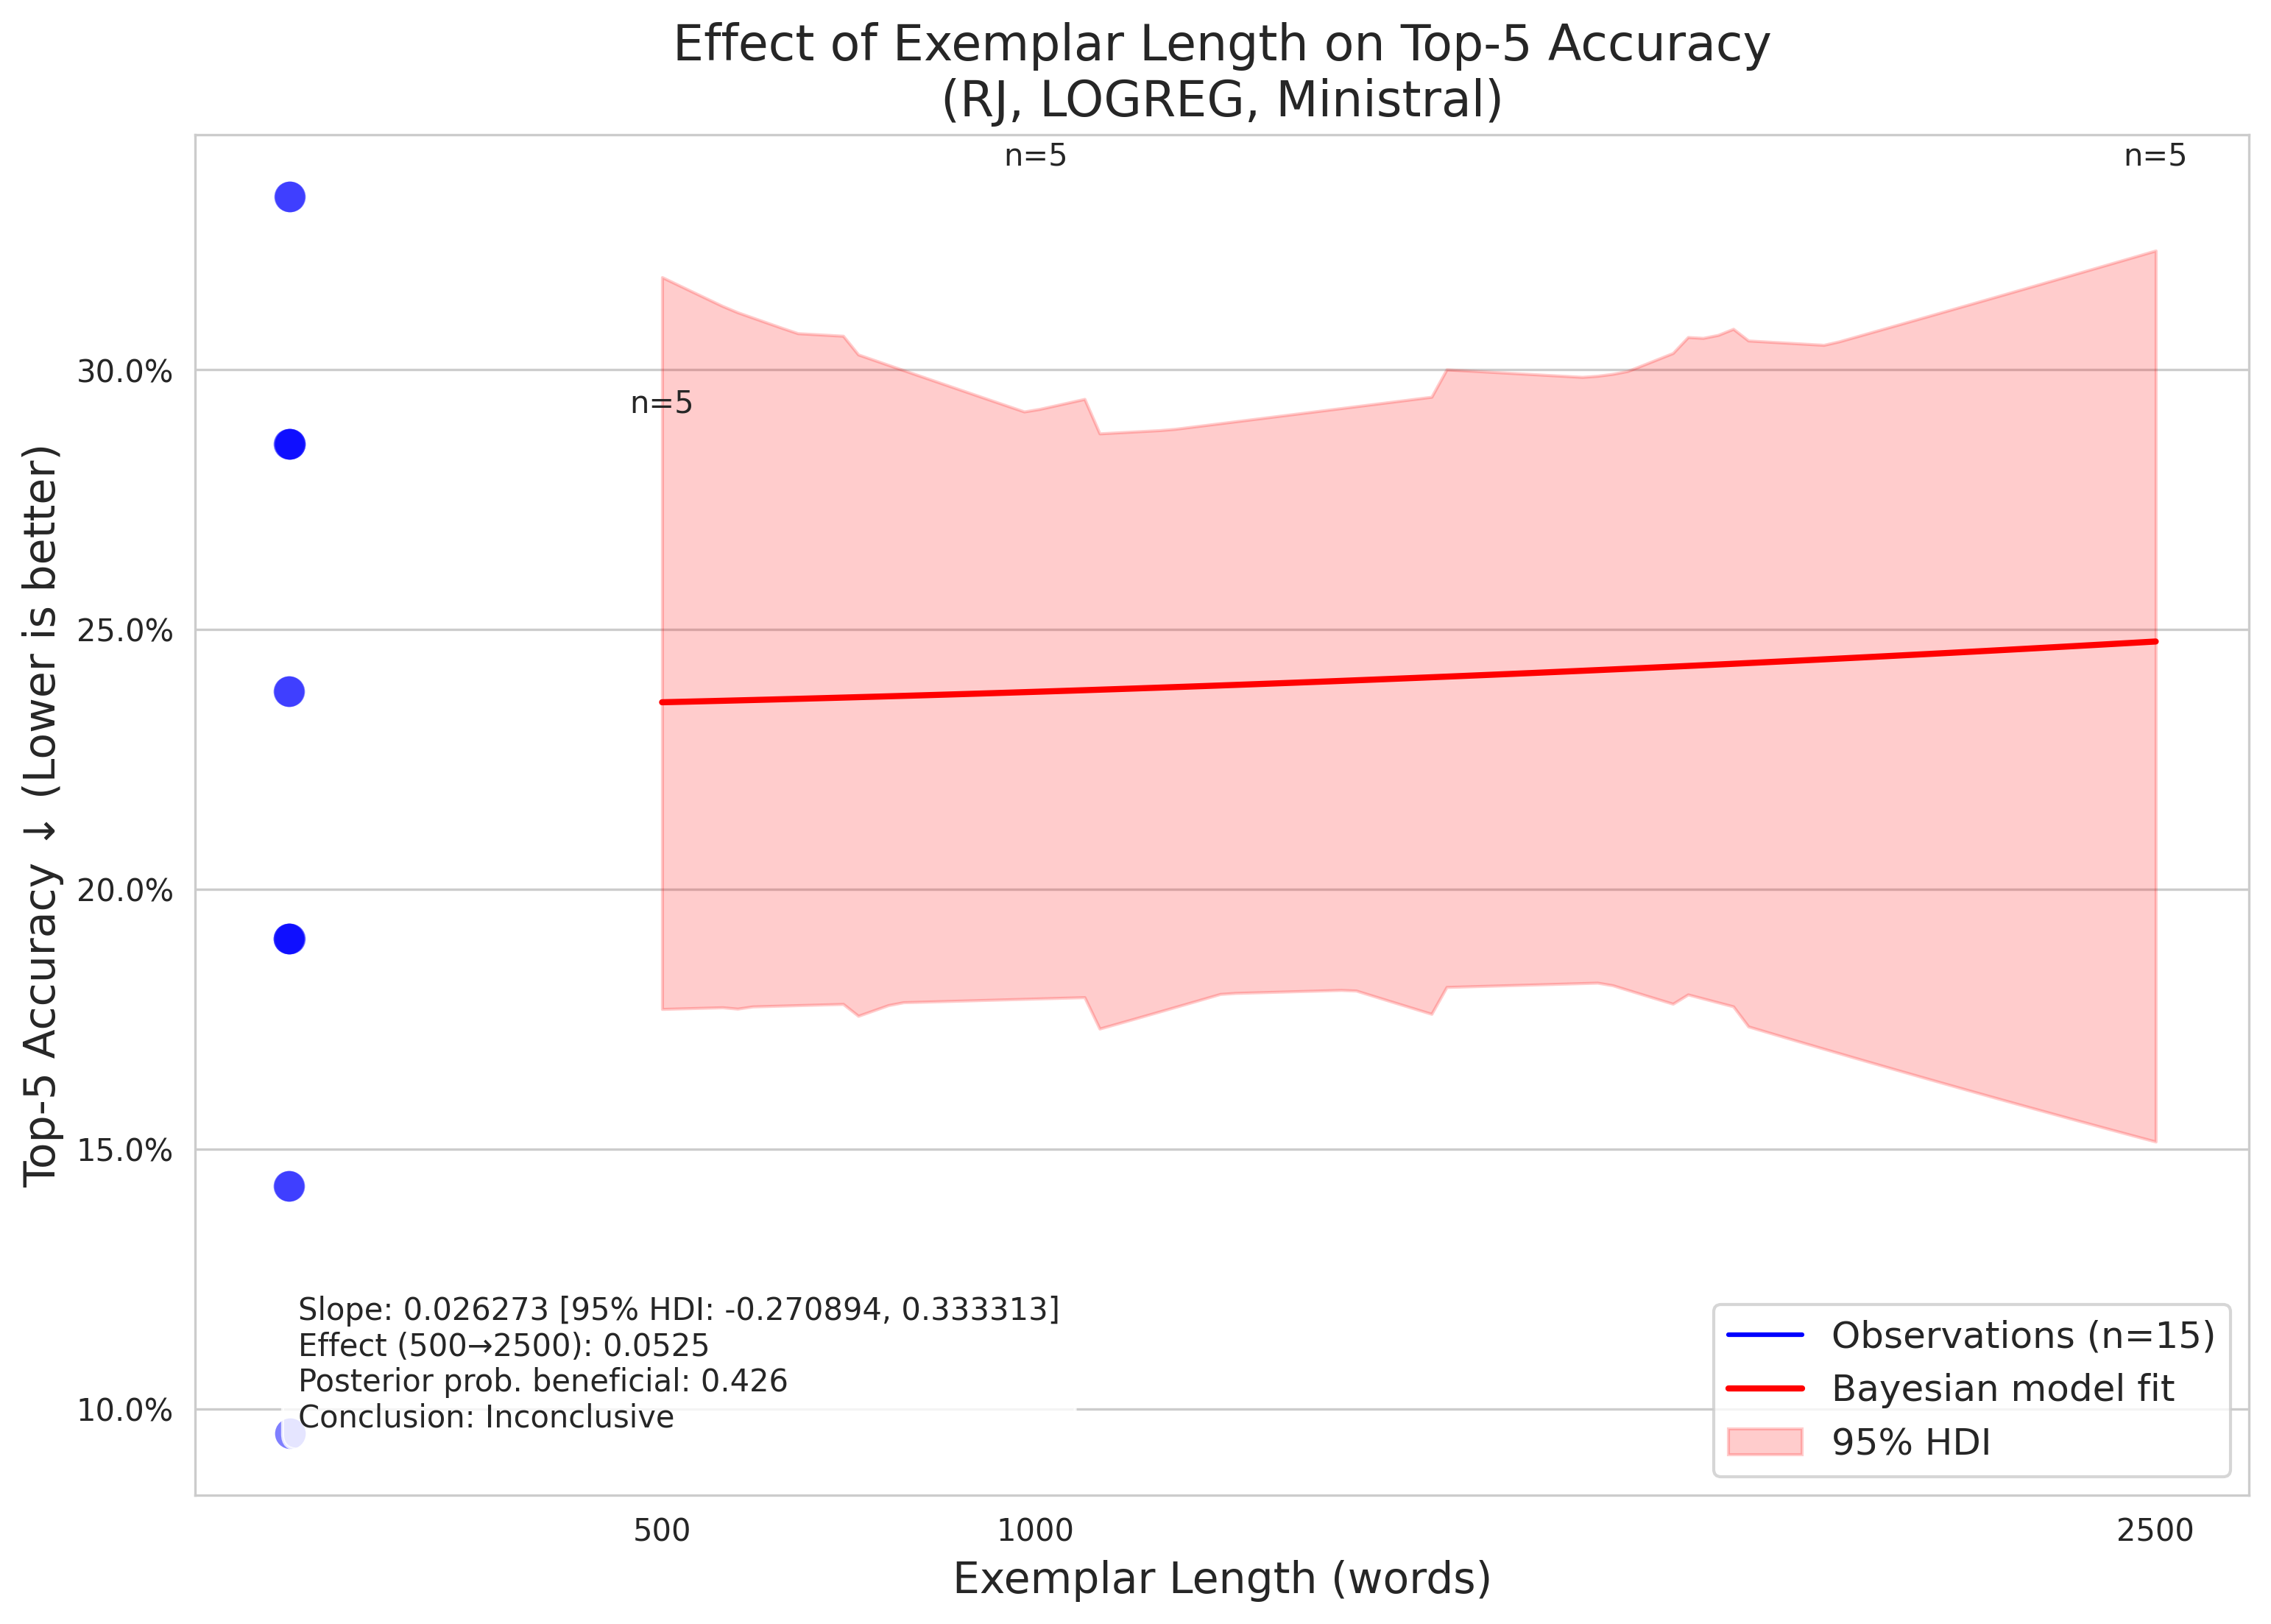 Effect of Exemplar Length on Top-5 Accuracy
(RJ, LOGREG, Ministral)
n=5
n=5
n=5
Top-5 Accuracy ↓ (Lower is better)
30.0%
25.0%
20.0%
15.0%
10.0%
Slope: 0.026273 [95% HDI: -0.270894, 0.333313]
Effect (500→2500): 0.0525
Posterior prob. beneficial: 0.426
Conclusion: Inconclusive
Observations (n=15)
Bayesian model fit
95% HDI
500
1000
2500
Exemplar Length (words)